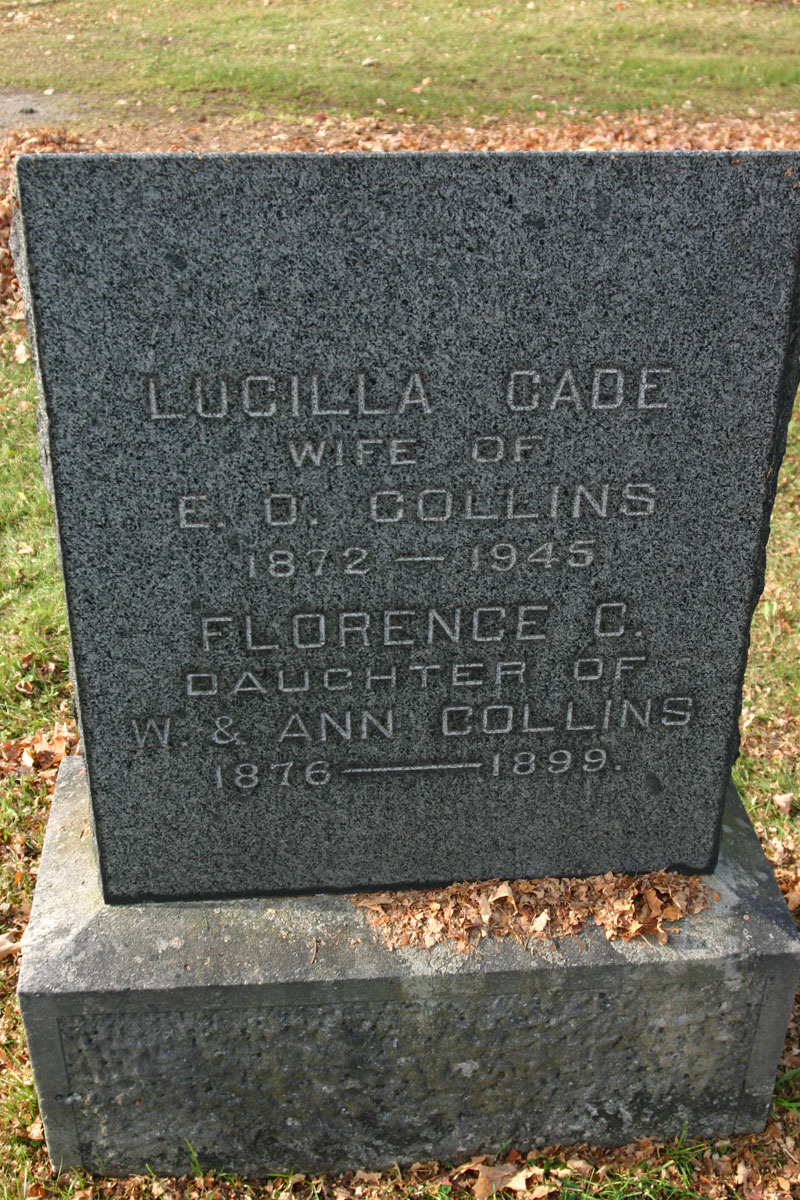 LUCILLA CADE
WIFE OF
E. O. COLLINS
1872 — 1945
FLORENCE C.
DAUGHTER OF
W. & ANN COLLINS
1876 — 1899.